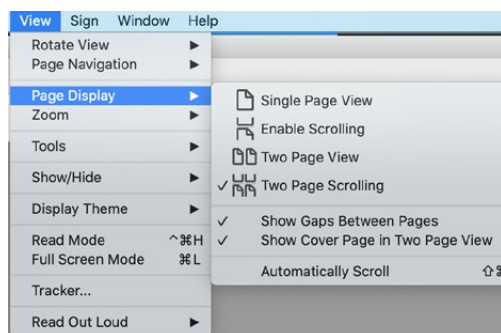 View Sign Window Help
Rotate View
Page Navigation
Page Display
Zoom
Tools
Show/Hide
Display Theme
Read Mode ^⌘H
Full Screen Mode ⌘L
Tracker...
Read Out Loud
Single Page View
Enable Scrolling
Two Page View
✓ Two Page Scrolling
✓ Show Gaps Between Pages
✓ Show Cover Page in Two Page View
Automatically Scroll ⇧⌘